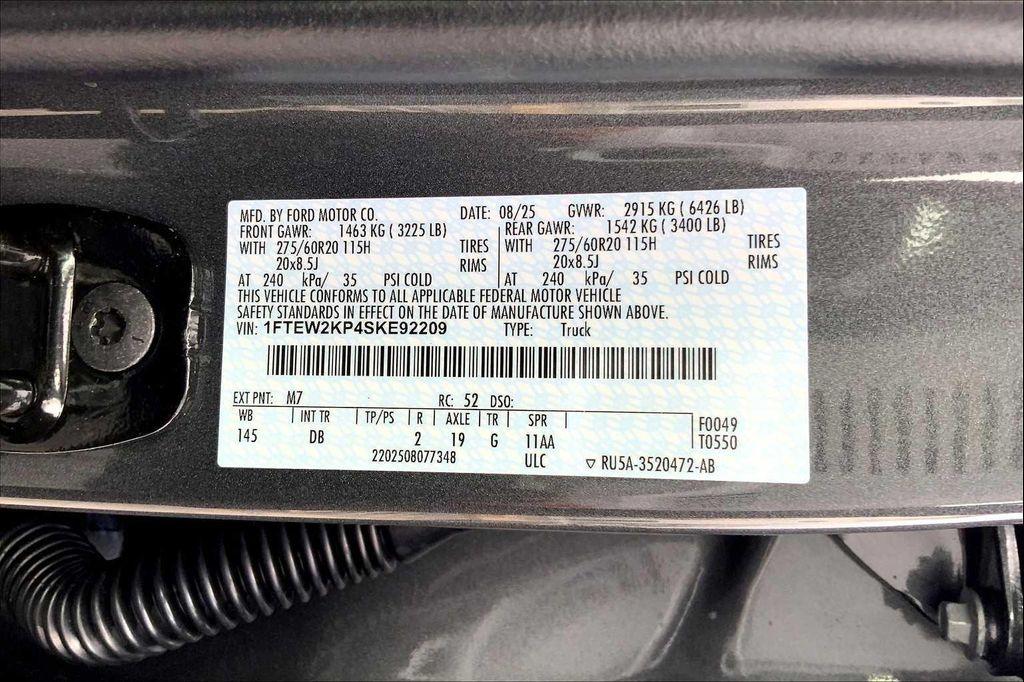 MFD. BY FORD MOTOR CO. DATE: 08/25 GVWR: 2915 KG ( 6426 LB)
FRONT GAWR: 1463 KG ( 3225 LB) REAR GAWR: 1542 KG ( 3400 LB)
WITH 275/60R20 115H TIRES WITH 275/60R20 115H TIRES
20x8.5J RIMS 20x8.5J RIMS
AT 240 kPa/ 35 PSI COLD AT 240 kPa/ 35 PSI COLD
THIS VEHICLE CONFORMS TO ALL APPLICABLE FEDERAL MOTOR VEHICLE
SAFETY STANDARDS IN EFFECT ON THE DATE OF MANUFACTURE SHOWN ABOVE.
VIN: 1FTEW2KP4SKE92209 TYPE: Truck
EXT PNT: M7 RC: 52 DSO:
WB INT TR TP/PS R AXLE TR SPR F0049
145 DB 2 19 G 11AA T0550
2202508077348 ULC ▽ RU5A-3520472-AB